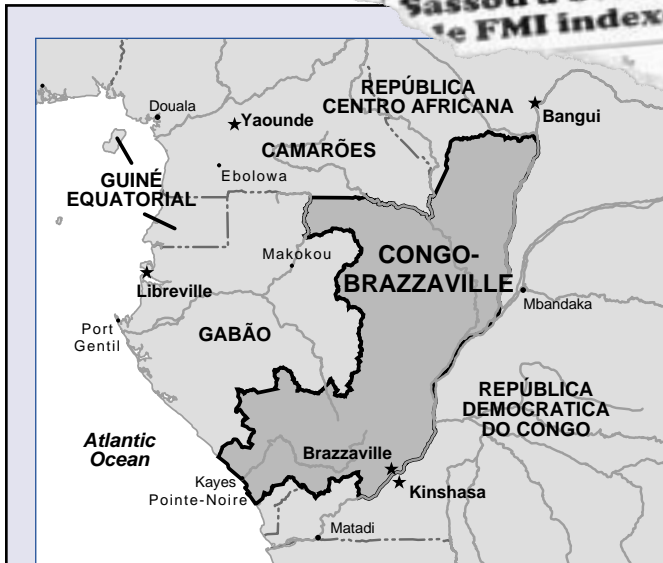 le FMI index
REPÚBLICA
CENTRO AFRICANA
Douala
Yaounde
Bangui
CAMARÕES
Ebolowa
GUINÉ
EQUATORIAL
Makokou
CONGO-
BRAZZAVILLE
Libreville
Mbandaka
Port
Gentil
GABÃO
REPÚBLICA
DEMOCRATICA
DO CONGO
Atlantic
Ocean
Brazzaville
Kayes
Kinshasa
Pointe-Noire
Matadi